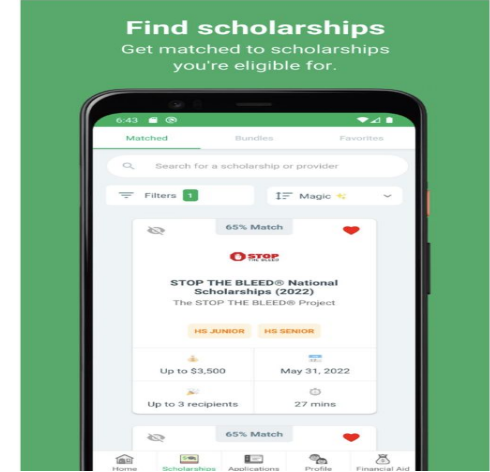 Find scholarships
Get matched to scholarships
you're eligible for.
6:43
Matched Bundles Favorites
Search for a scholarship or provider
Filters 1 Magic
65% Match
STOP
THE BLEED
STOP THE BLEED® National
Scholarships (2022)
The STOP THE BLEED® Project
HS JUNIOR HS SENIOR
Up to $3,500 May 31, 2022
Up to 3 recipients 27 mins
65% Match
Home Scholarships Applications Profile Financial Aid